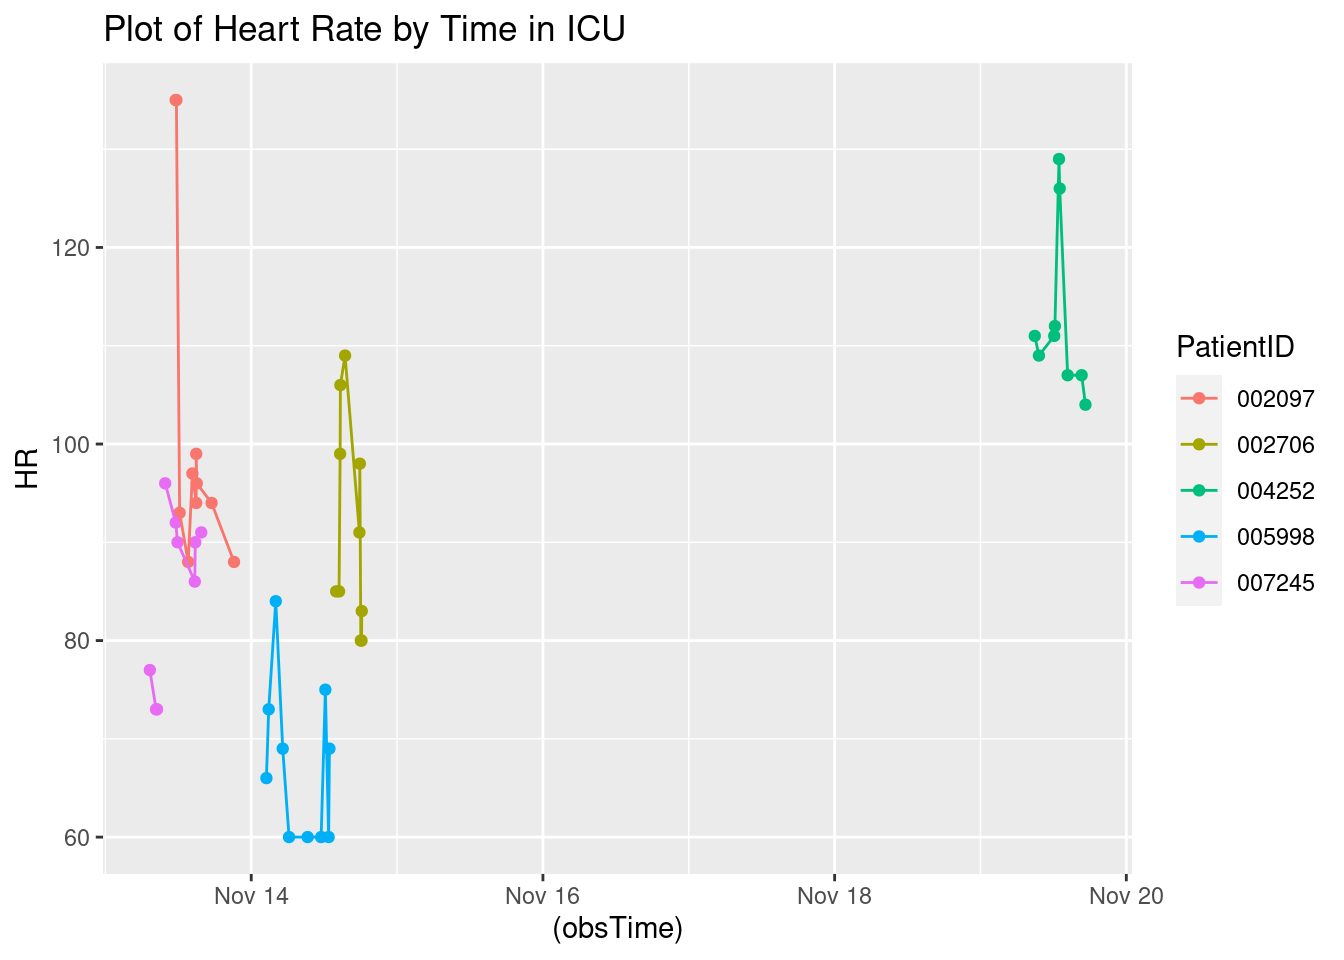 Plot of Heart Rate by Time in ICU
120
100
80
60
HR
Nov 14
Nov 16
Nov 18
Nov 20
(obsTime)
PatientID
002097
002706
004252
005998
007245